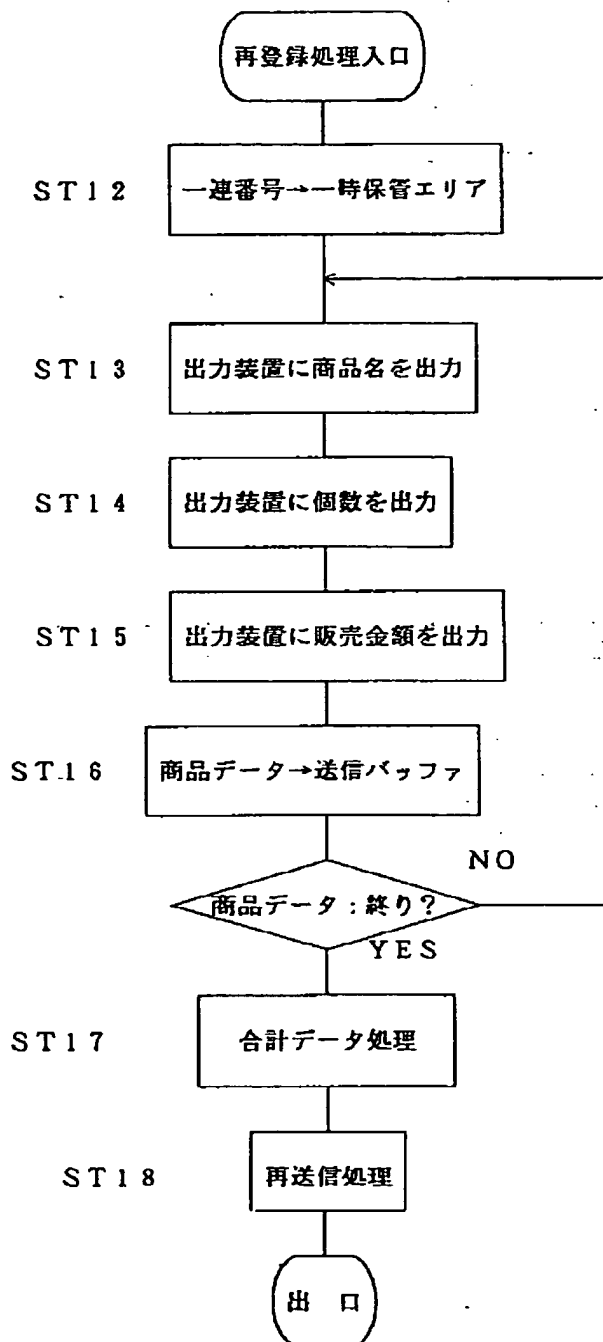 再登録処理入口
ST12 一連番号→一時保管エリア
ST13 出力装置に商品名を出力
ST14 出力装置に個数を出力
ST15 出力装置に販売金額を出力
ST16 商品データ→送信バッファ
NO
商品データ:終り?
YES
ST17 合計データ処理
ST18 再送信処理
出 口